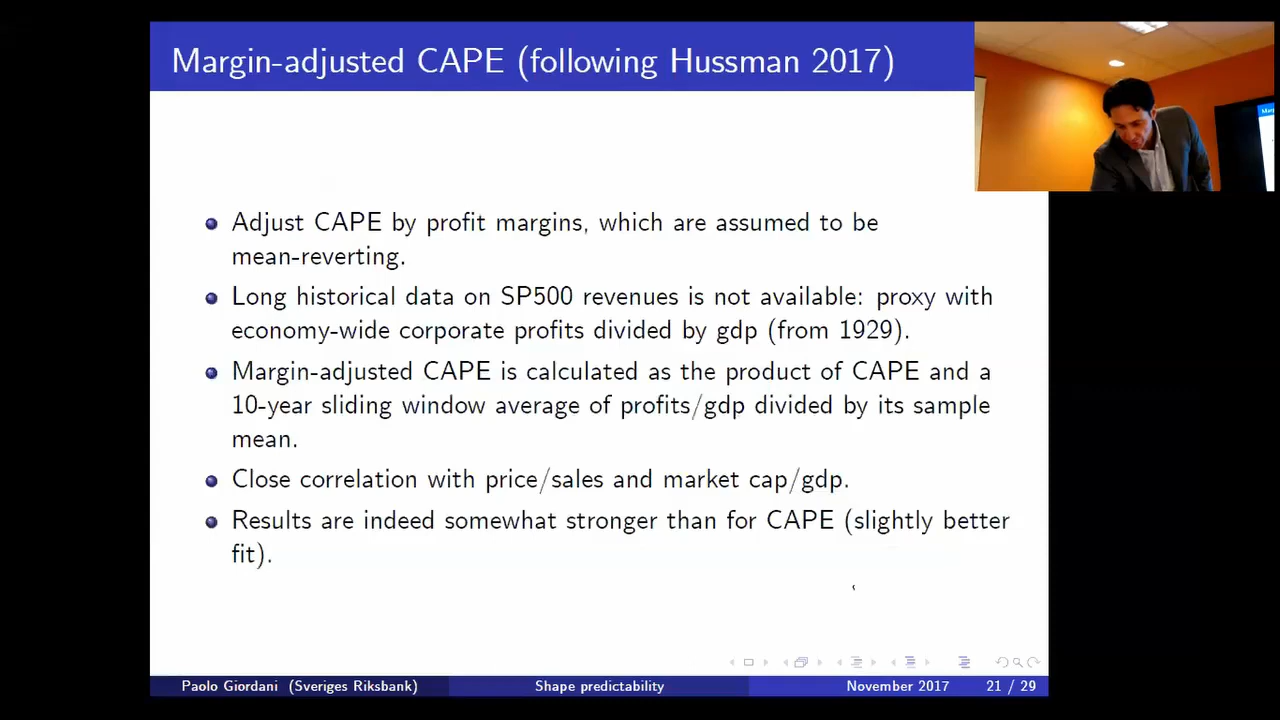 Margin-adjusted CAPE (following Hussman 2017)
Adjust CAPE by profit margins, which are assumed to be
mean-reverting.
Long historical data on SP500 revenues is not available: proxy with
economy-wide corporate profits divided by gdp (from 1929).
Margin-adjusted CAPE is calculated as the product of CAPE and a
10-year sliding window average of profits/gdp divided by its sample
mean.
Close correlation with price/sales and market cap/gdp.
Results are indeed somewhat stronger than for CAPE (slightly better
fit).
Paolo Giordani (Sveriges Riksbank) Shape predictability November 2017 21 / 29